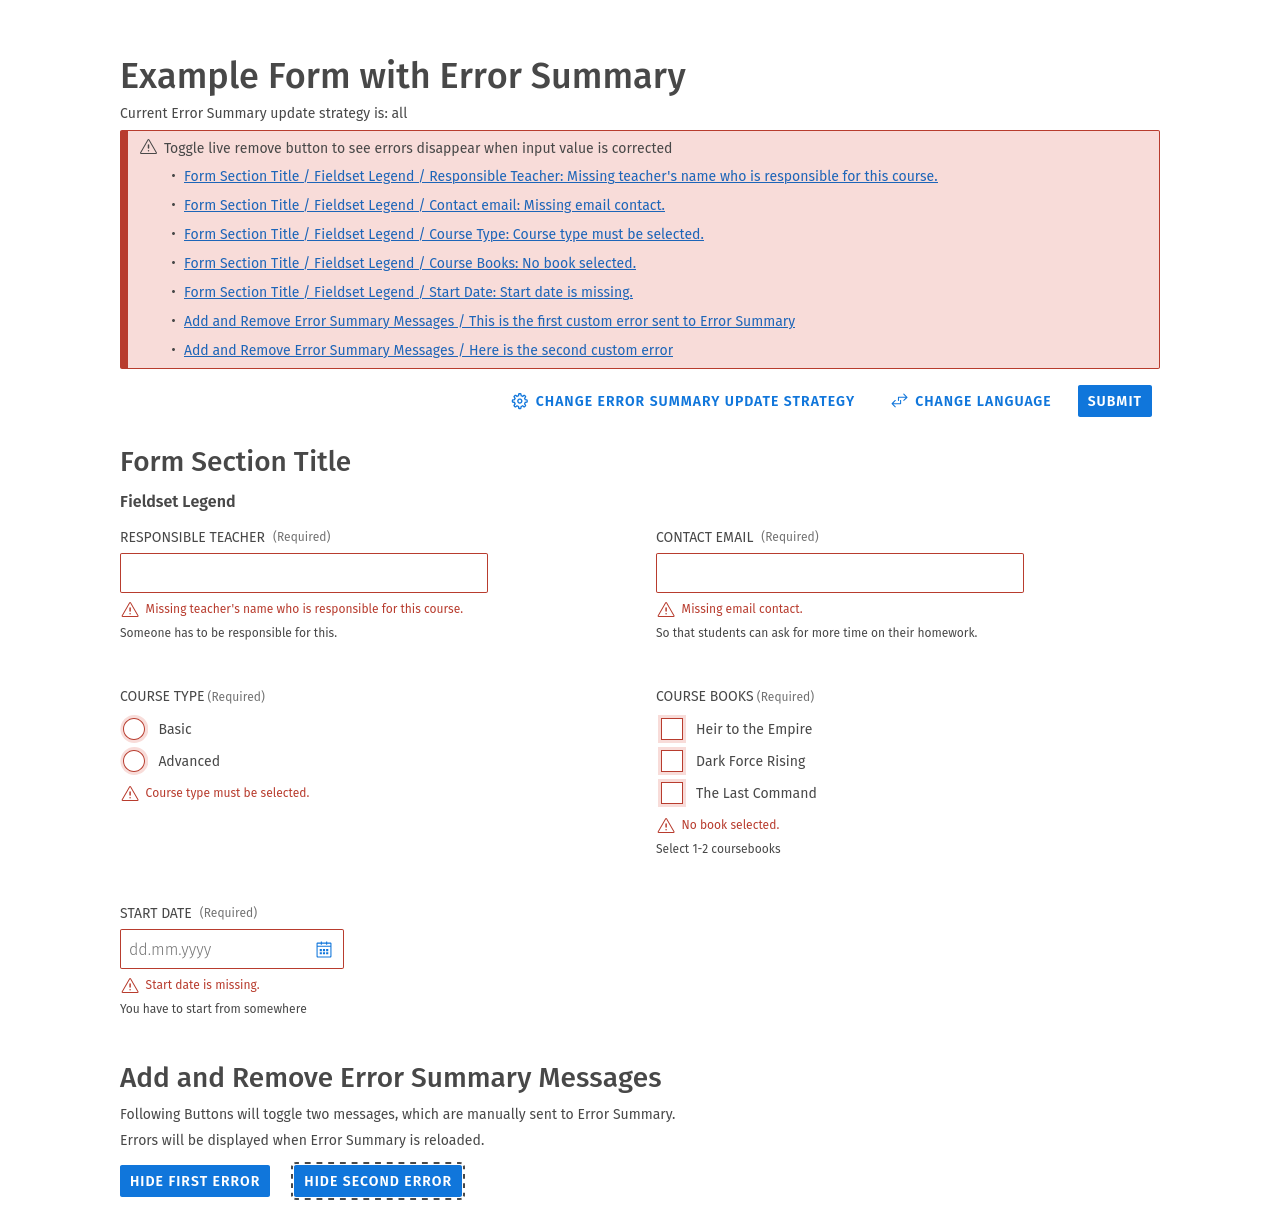 Example Form with Error Summary
Current Error Summary update strategy is: all
Toggle live remove button to see errors disappear when input value is corrected
• Form Section Title / Fieldset Legend / Responsible Teacher: Missing teacher's name who is responsible for this course.
• Form Section Title / Fieldset Legend / Contact email: Missing email contact.
• Form Section Title / Fieldset Legend / Course Type: Course type must be selected.
• Form Section Title / Fieldset Legend / Course Books: No book selected.
• Form Section Title / Fieldset Legend / Start Date: Start date is missing.
• Add and Remove Error Summary Messages / This is the first custom error sent to Error Summary
• Add and Remove Error Summary Messages / Here is the second custom error
CHANGE ERROR SUMMARY UPDATE STRATEGY CHANGE LANGUAGE SUBMIT
Form Section Title
Fieldset Legend
RESPONSIBLE TEACHER (Required)
Missing teacher's name who is responsible for this course.
Someone has to be responsible for this.
CONTACT EMAIL (Required)
Missing email contact.
So that students can ask for more time on their homework.
COURSE TYPE (Required)
Basic
Advanced
Course type must be selected.
COURSE BOOKS (Required)
Heir to the Empire
Dark Force Rising
The Last Command
No book selected.
Select 1-2 coursebooks
START DATE (Required)
dd.mm.yyyy
Start date is missing.
You have to start from somewhere
Add and Remove Error Summary Messages
Following Buttons will toggle two messages, which are manually sent to Error Summary.
Errors will be displayed when Error Summary is reloaded.
HIDE FIRST ERROR HIDE SECOND ERROR